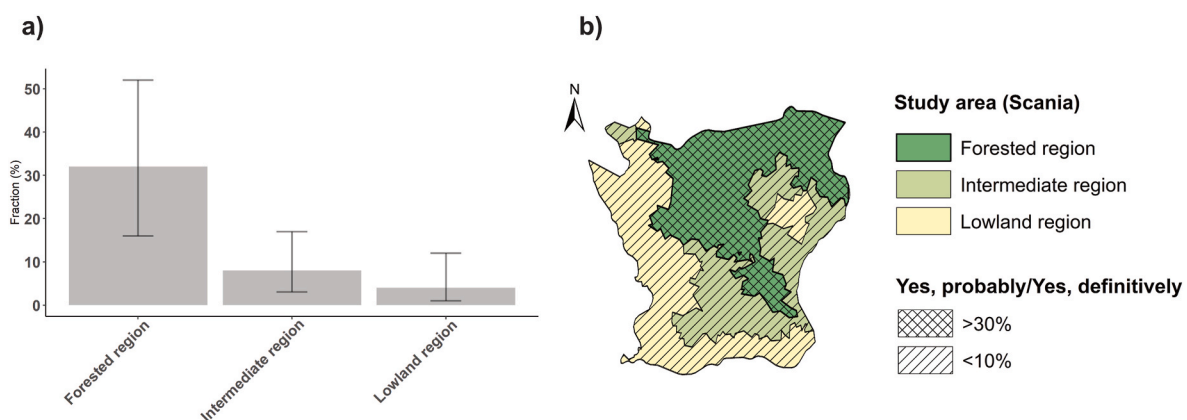 a)
Fraction (%)
50
40
30
20
10
0
Forested region
Intermediate region
Lowland region
b)
N
Study area (Scania)
Forested region
Intermediate region
Lowland region
Yes, probably/Yes, definitively
>30%
<10%